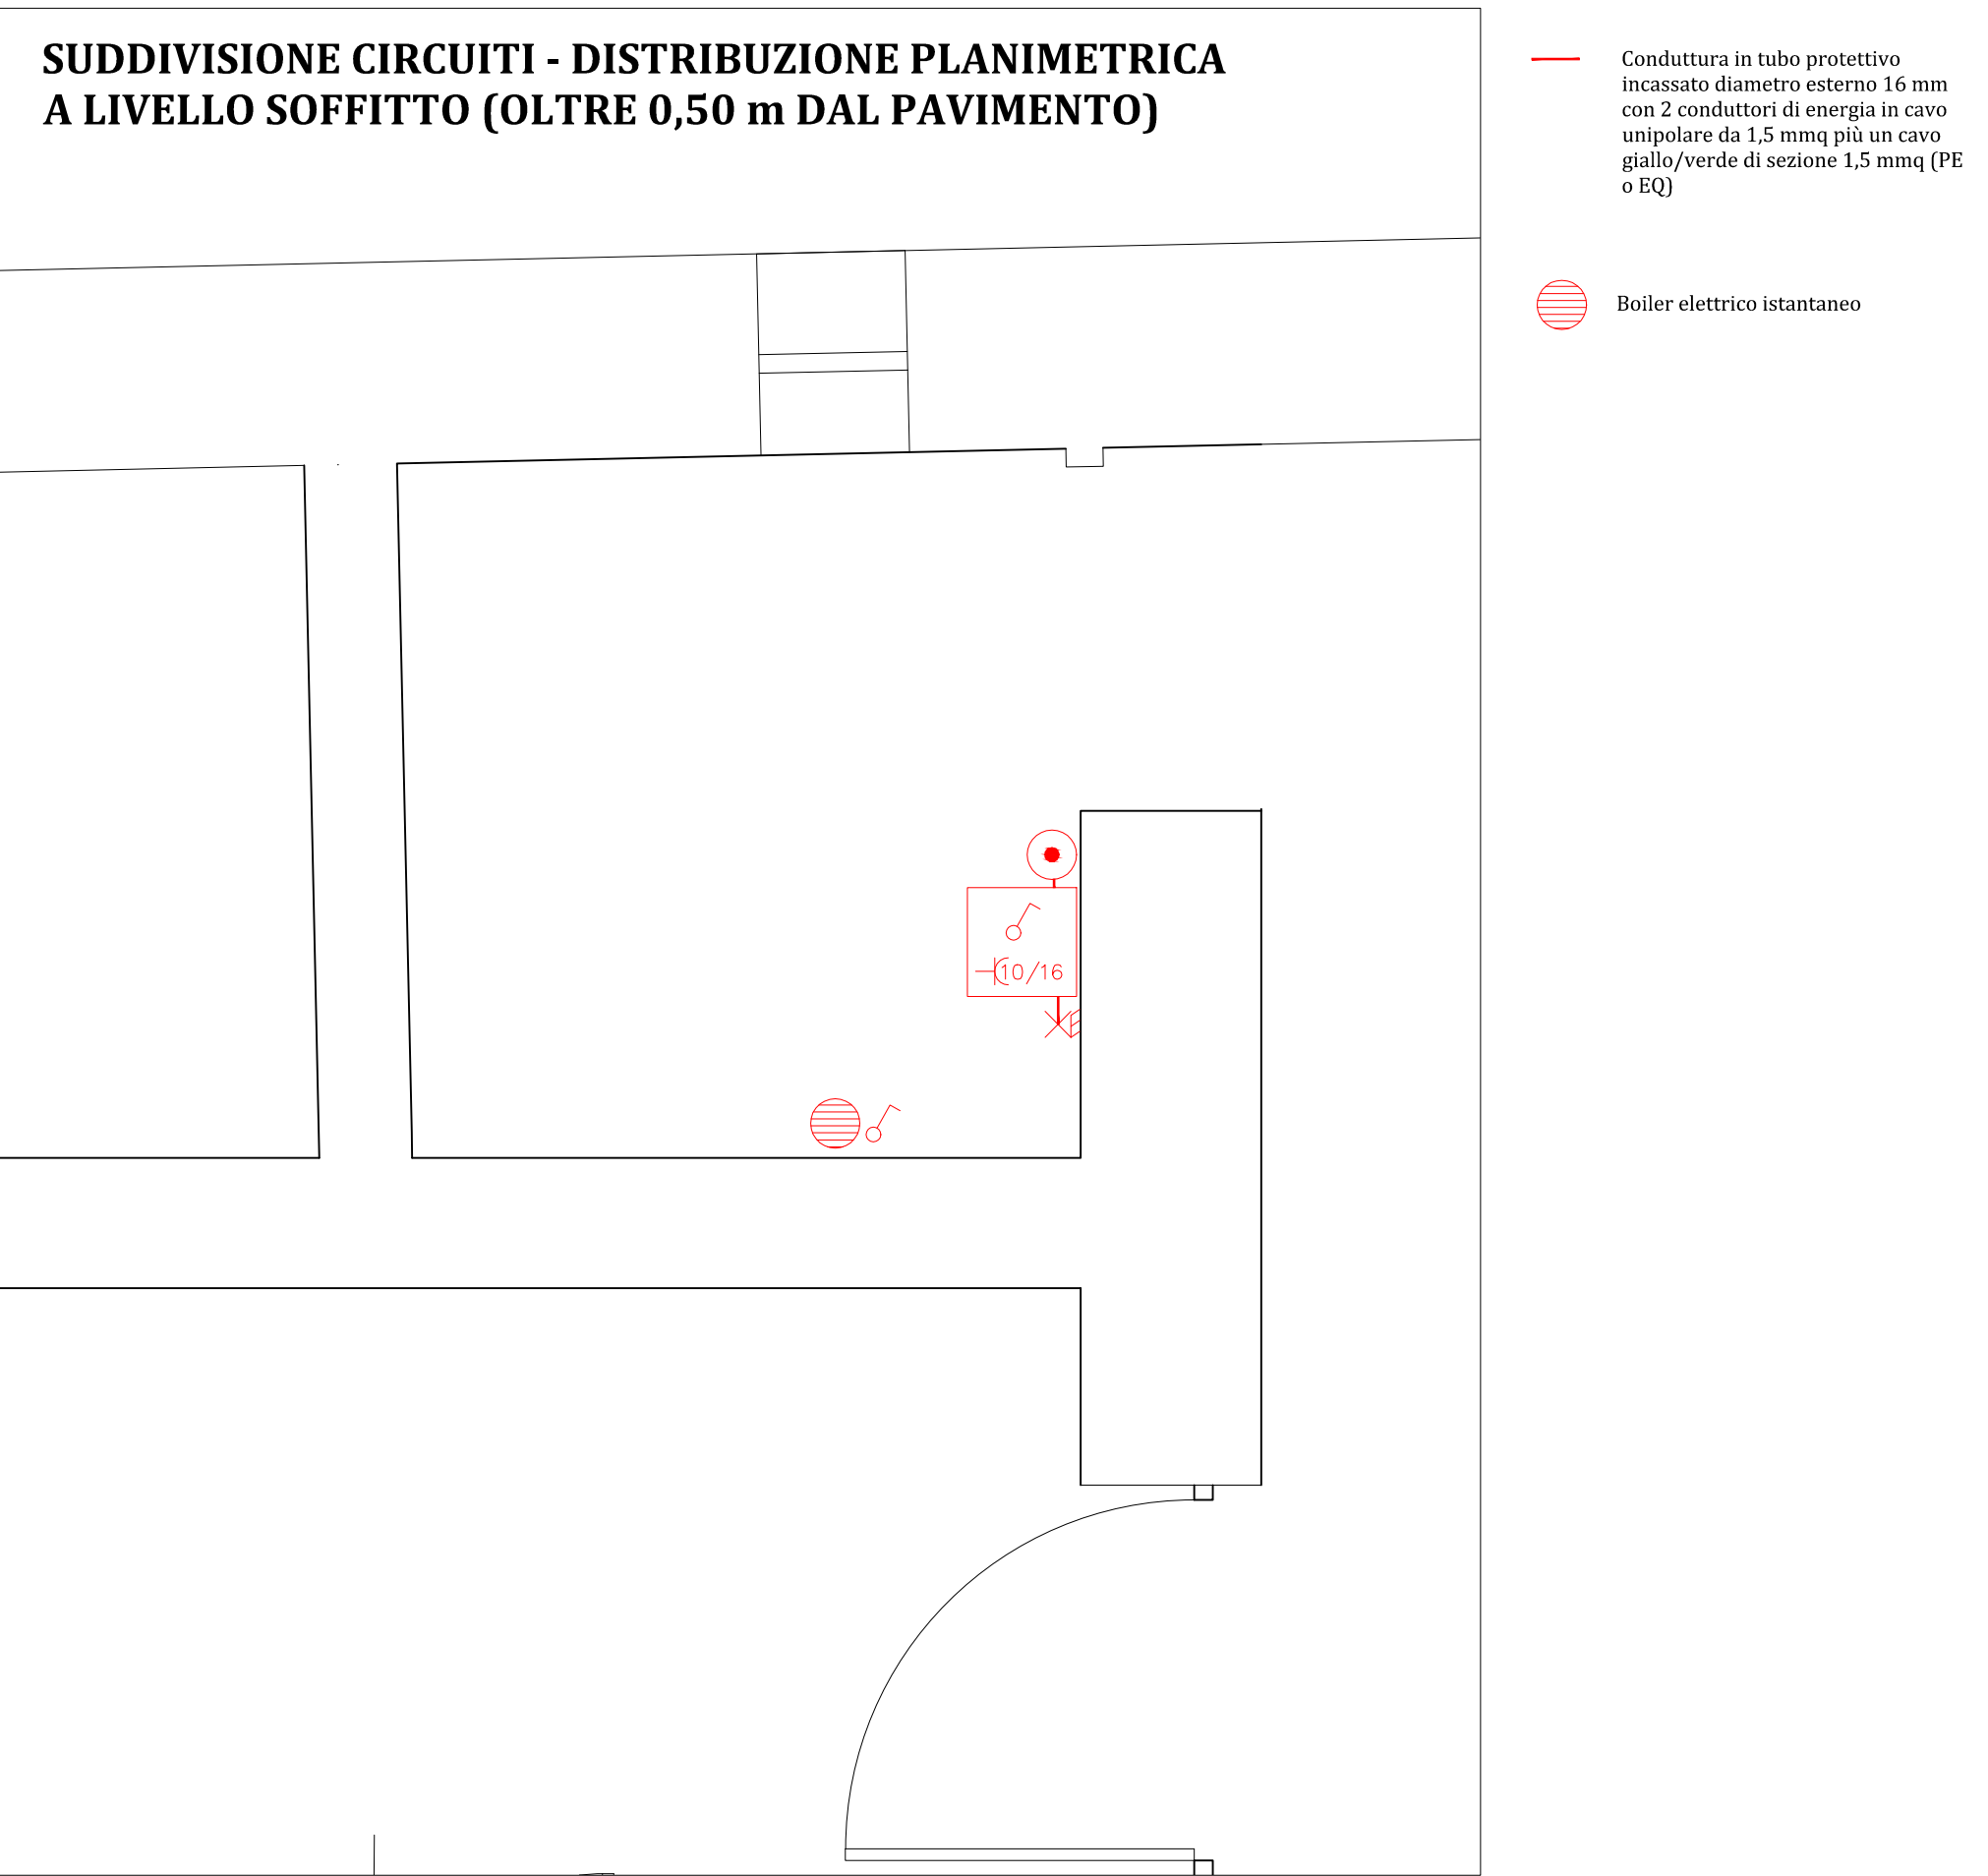 SUDDIVISIONE CIRCUITI - DISTRIBUZIONE PLANIMETRICA
A LIVELLO SOFFITTO (OLTRE 0,50 m DAL PAVIMENTO)
Conduttura in tubo protettivo
incassato diametro esterno 16 mm
con 2 conduttori di energia in cavo
unipolare da 1,5 mmq più un cavo
giallo/verde di sezione 1,5 mmq (PE
o EQ)
Boiler elettrico istantaneo
10/16